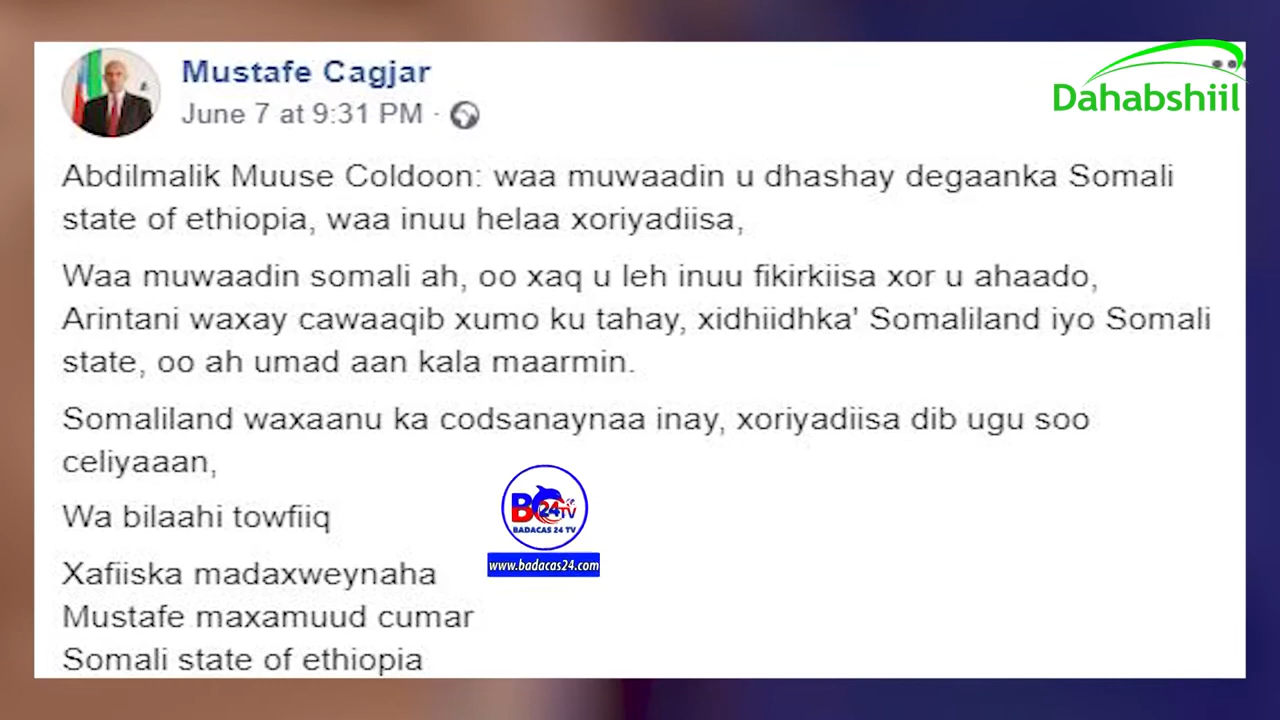 Mustafe Cagjar
June 7 at 9:31 PM ·
Dahabshiil
Abdilmalik Muuse Coldoon: waa muwaadin u dhashay degaanka Somali
state of ethiopia, waa inuu helaa xoriyadiisa,
Waa muwaadin somali ah, oo xaq u leh inuu fikirkiisa xor u ahaado,
Arintani waxay cawaaqib xumo ku tahay, xidhiidhka' Somaliland iyo Somali
state, oo ah umad aan kala maarmin.
Somaliland waxaanu ka codsanaynaa inay, xoriyadiisa dib ugu soo
celiyaaan,
Wa bilaahi towfiiq
BC 24 TV
BADACAS 24 TV
www.badacas24.com
Xafiiska madaxweynaha
Mustafe maxamuud cumar
Somali state of ethiopia